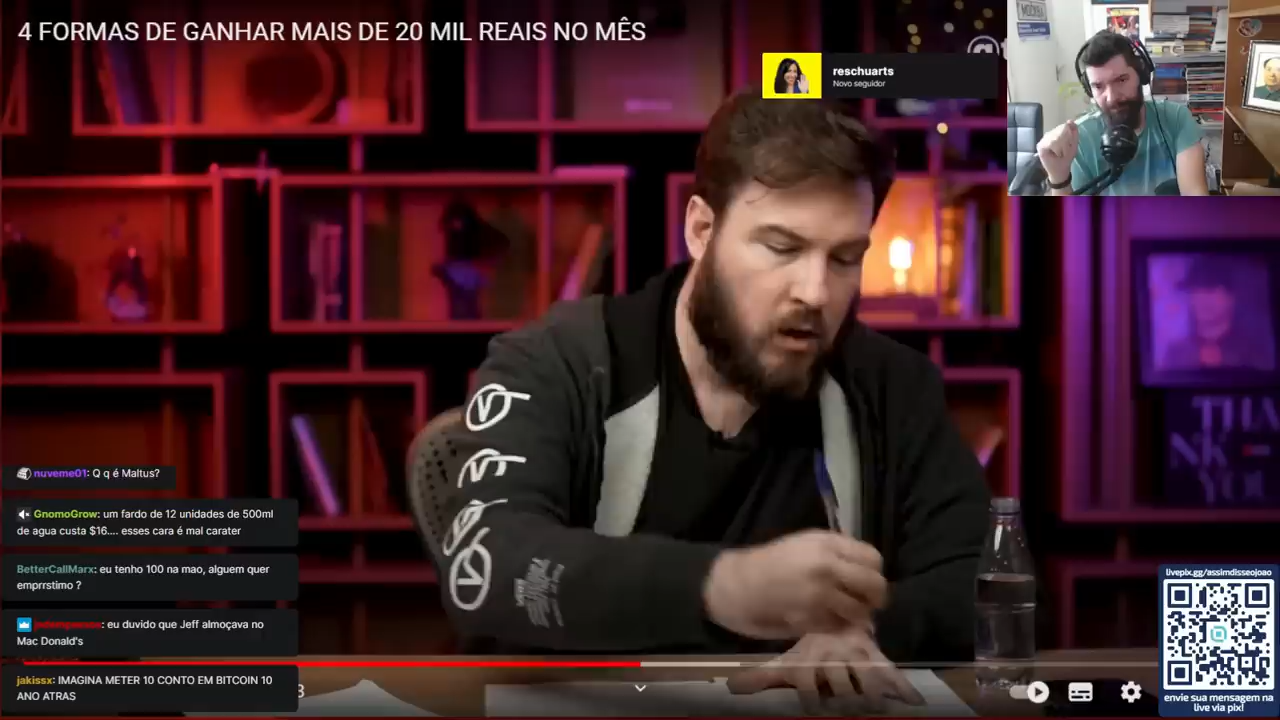 4 FORMAS DE GANHAR MAIS DE 20 MIL REAIS NO MÊS
reschuarts
Novo seguidor
THA
NK
YOU
nuveme01: Q q é Maltus?
GnomoGrow: um fardo de 12 unidades de 500ml
de agua custa $16.... esses cara é mal carater
BetterCallMarx: eu tenho 100 na mao, alguem quer
emprrstimo ?
: eu duvido que Jeff almoçava no
Mac Donald's
jakissx: IMAGINA METER 10 CONTO EM BITCOIN 10
ANO ATRAS
livepix.gg/assimdisseojoao
envie sua mensagem na
live via pix!